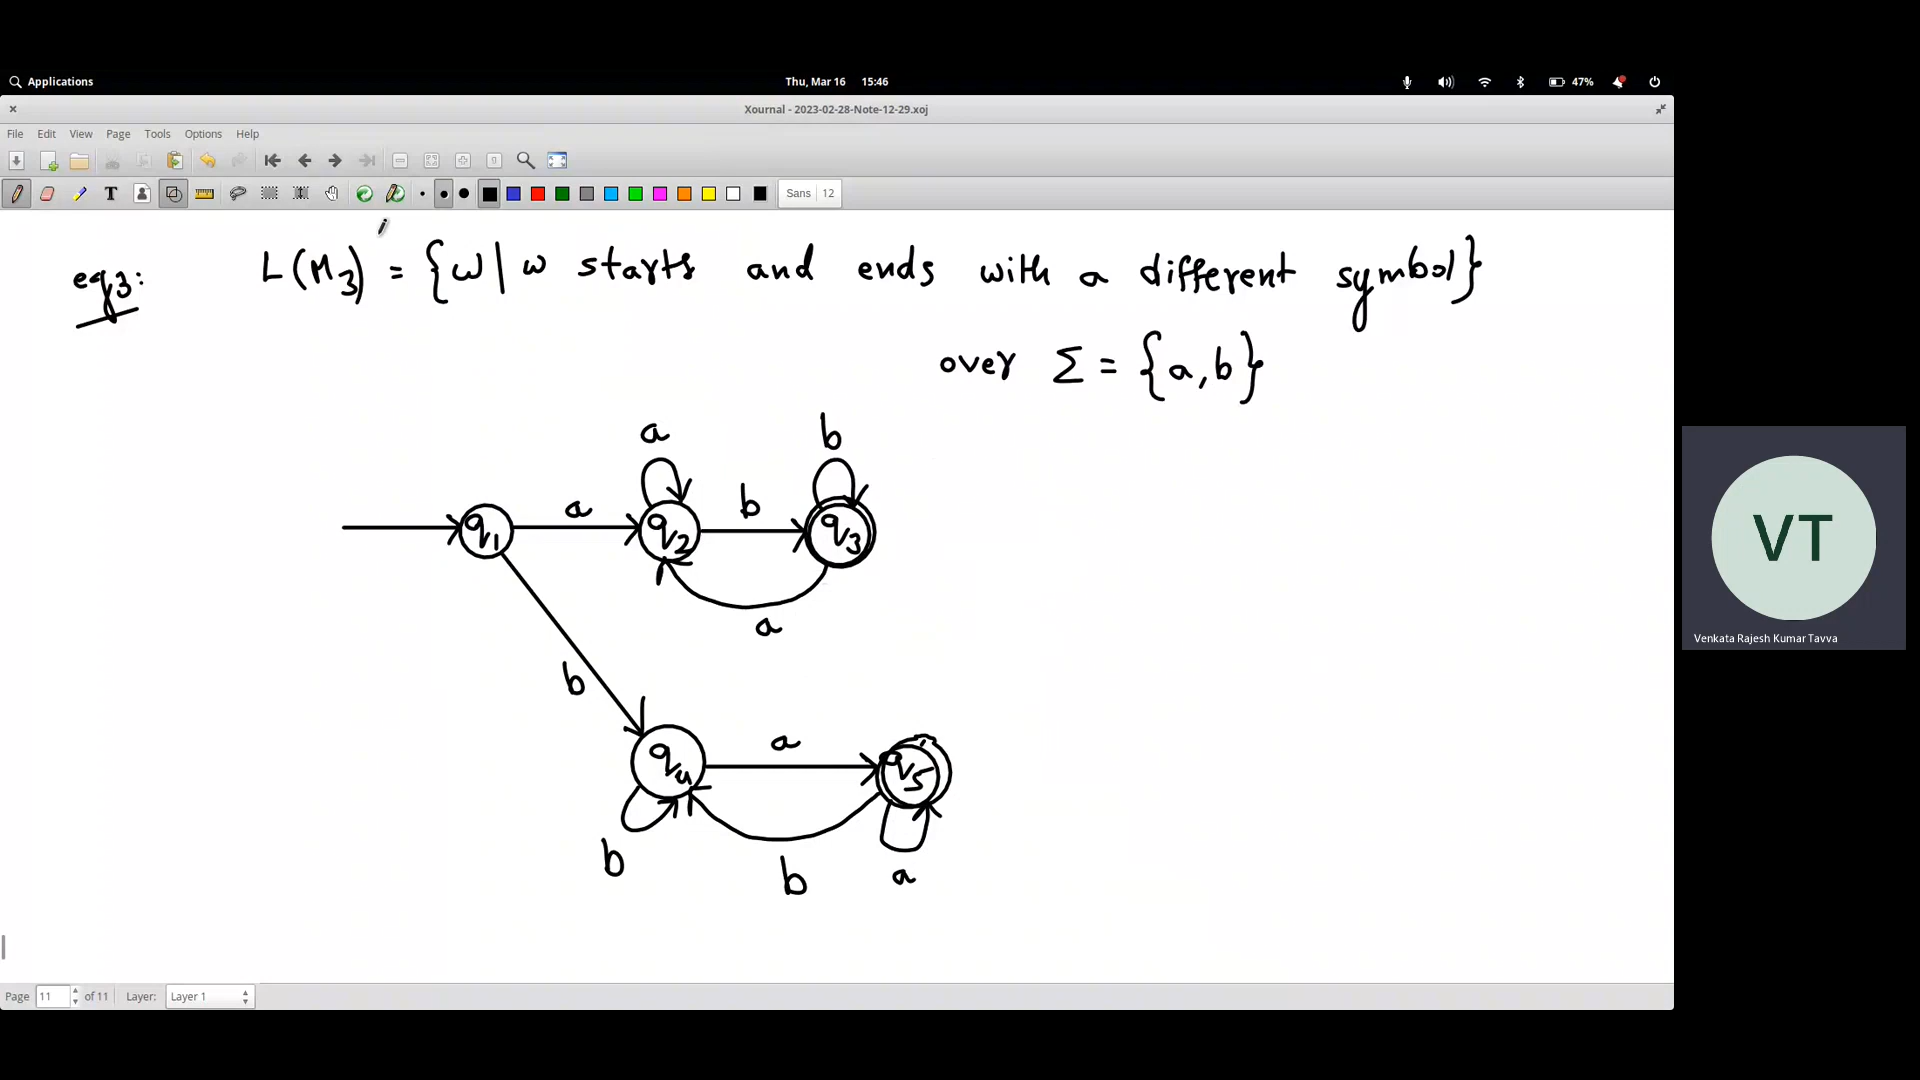 Applications
Thu, Mar 16 15:46
47%
Xournal - 2023-02-28-Note-12-29.xoj
File Edit View Page Tools Options Help
Sans 12
eg3: L(M3) = {ω | ω starts and ends with a different symbol}
over Σ = {a, b}
a b
q1 a q2 b q3
a
b
q4 a q5
b b a
VT
Venkata Rajesh Kumar Tavva
Page 11 of 11 Layer: Layer 1